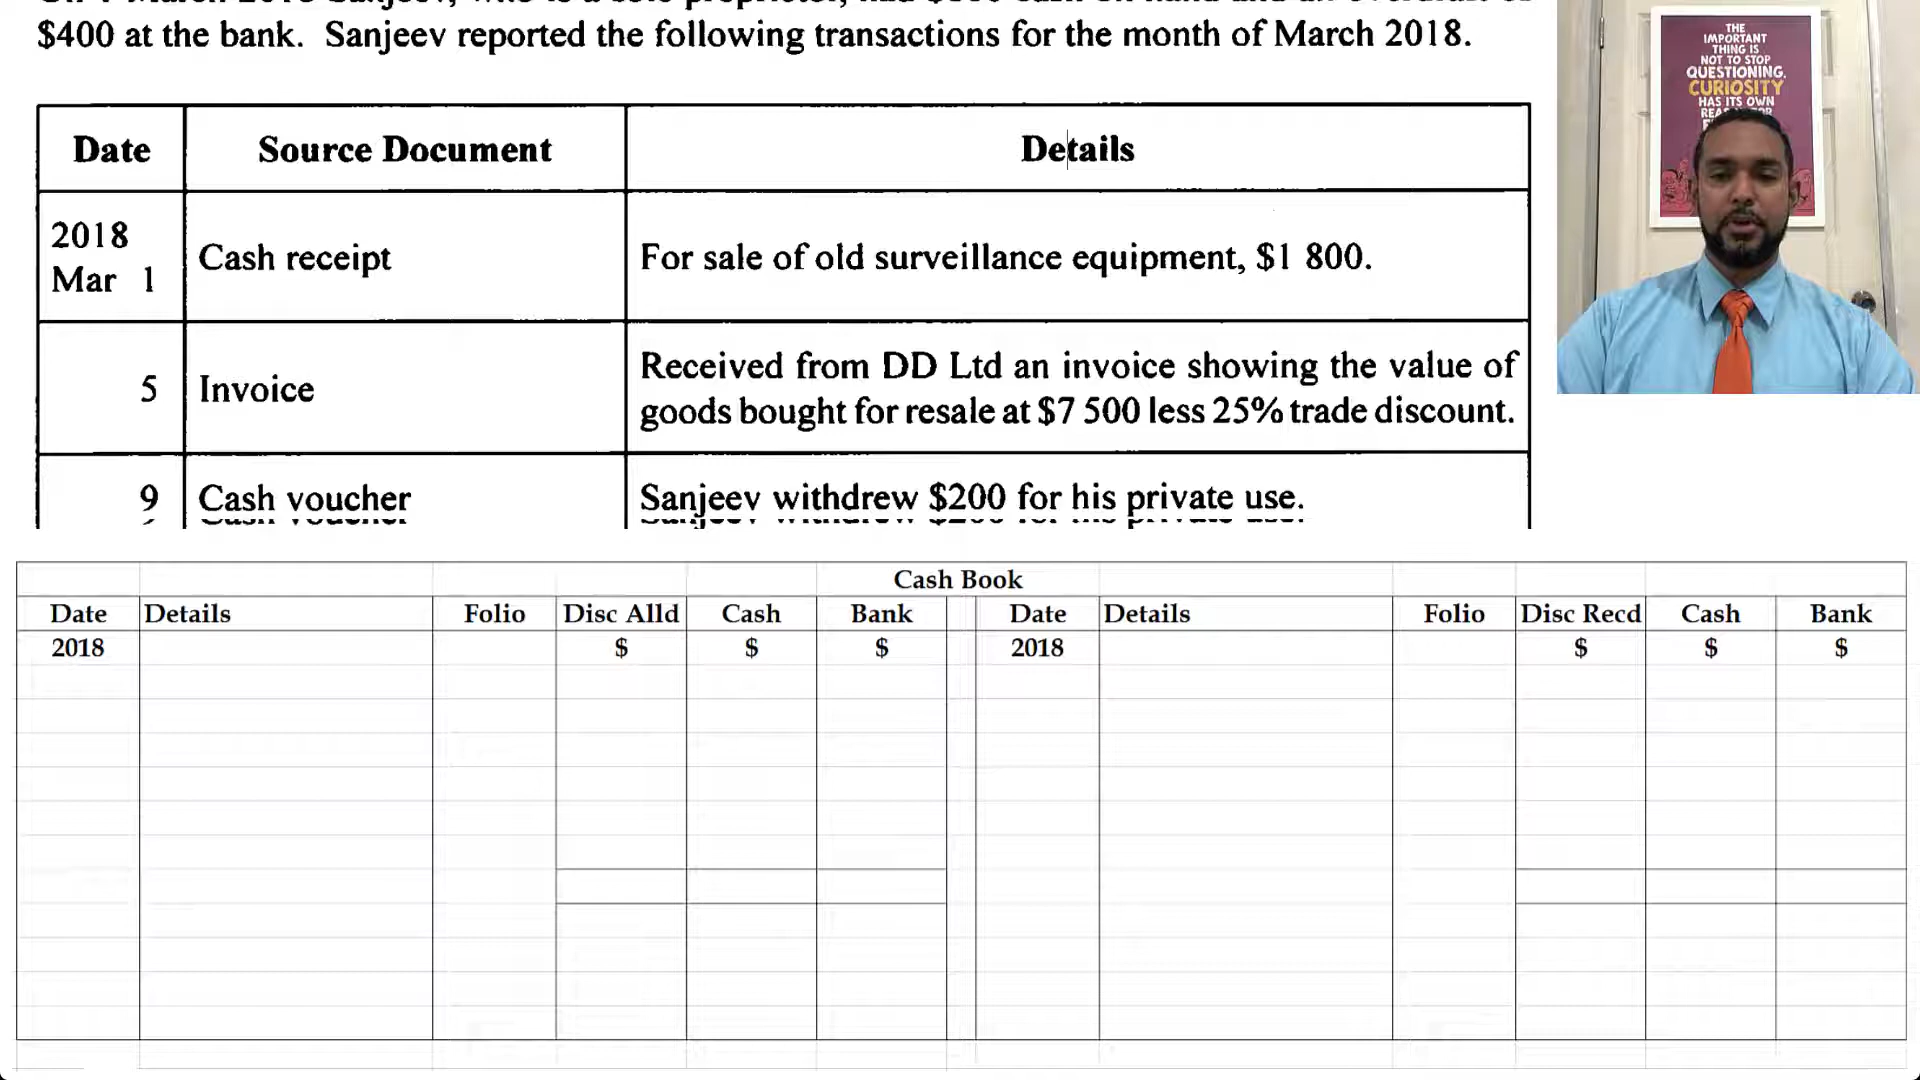 $400 at the bank. Sanjeev reported the following transactions for the month of March 2018.
Date Source Document Details
2018
Mar 1 Cash receipt For sale of old surveillance equipment, $1 800.
5 Invoice Received from DD Ltd an invoice showing the value of
goods bought for resale at $7 500 less 25% trade discount.
9 Cash voucher Sanjeev withdrew $200 for his private use.
THE
IMPORTANT
THING IS
NOT TO STOP
QUESTIONING.
CURIOSITY
HAS ITS OWN
Cash Book
Date Details Folio Disc Alld Cash Bank Date Details Folio Disc Recd Cash Bank
2018 $ $ $ 2018 $ $ $